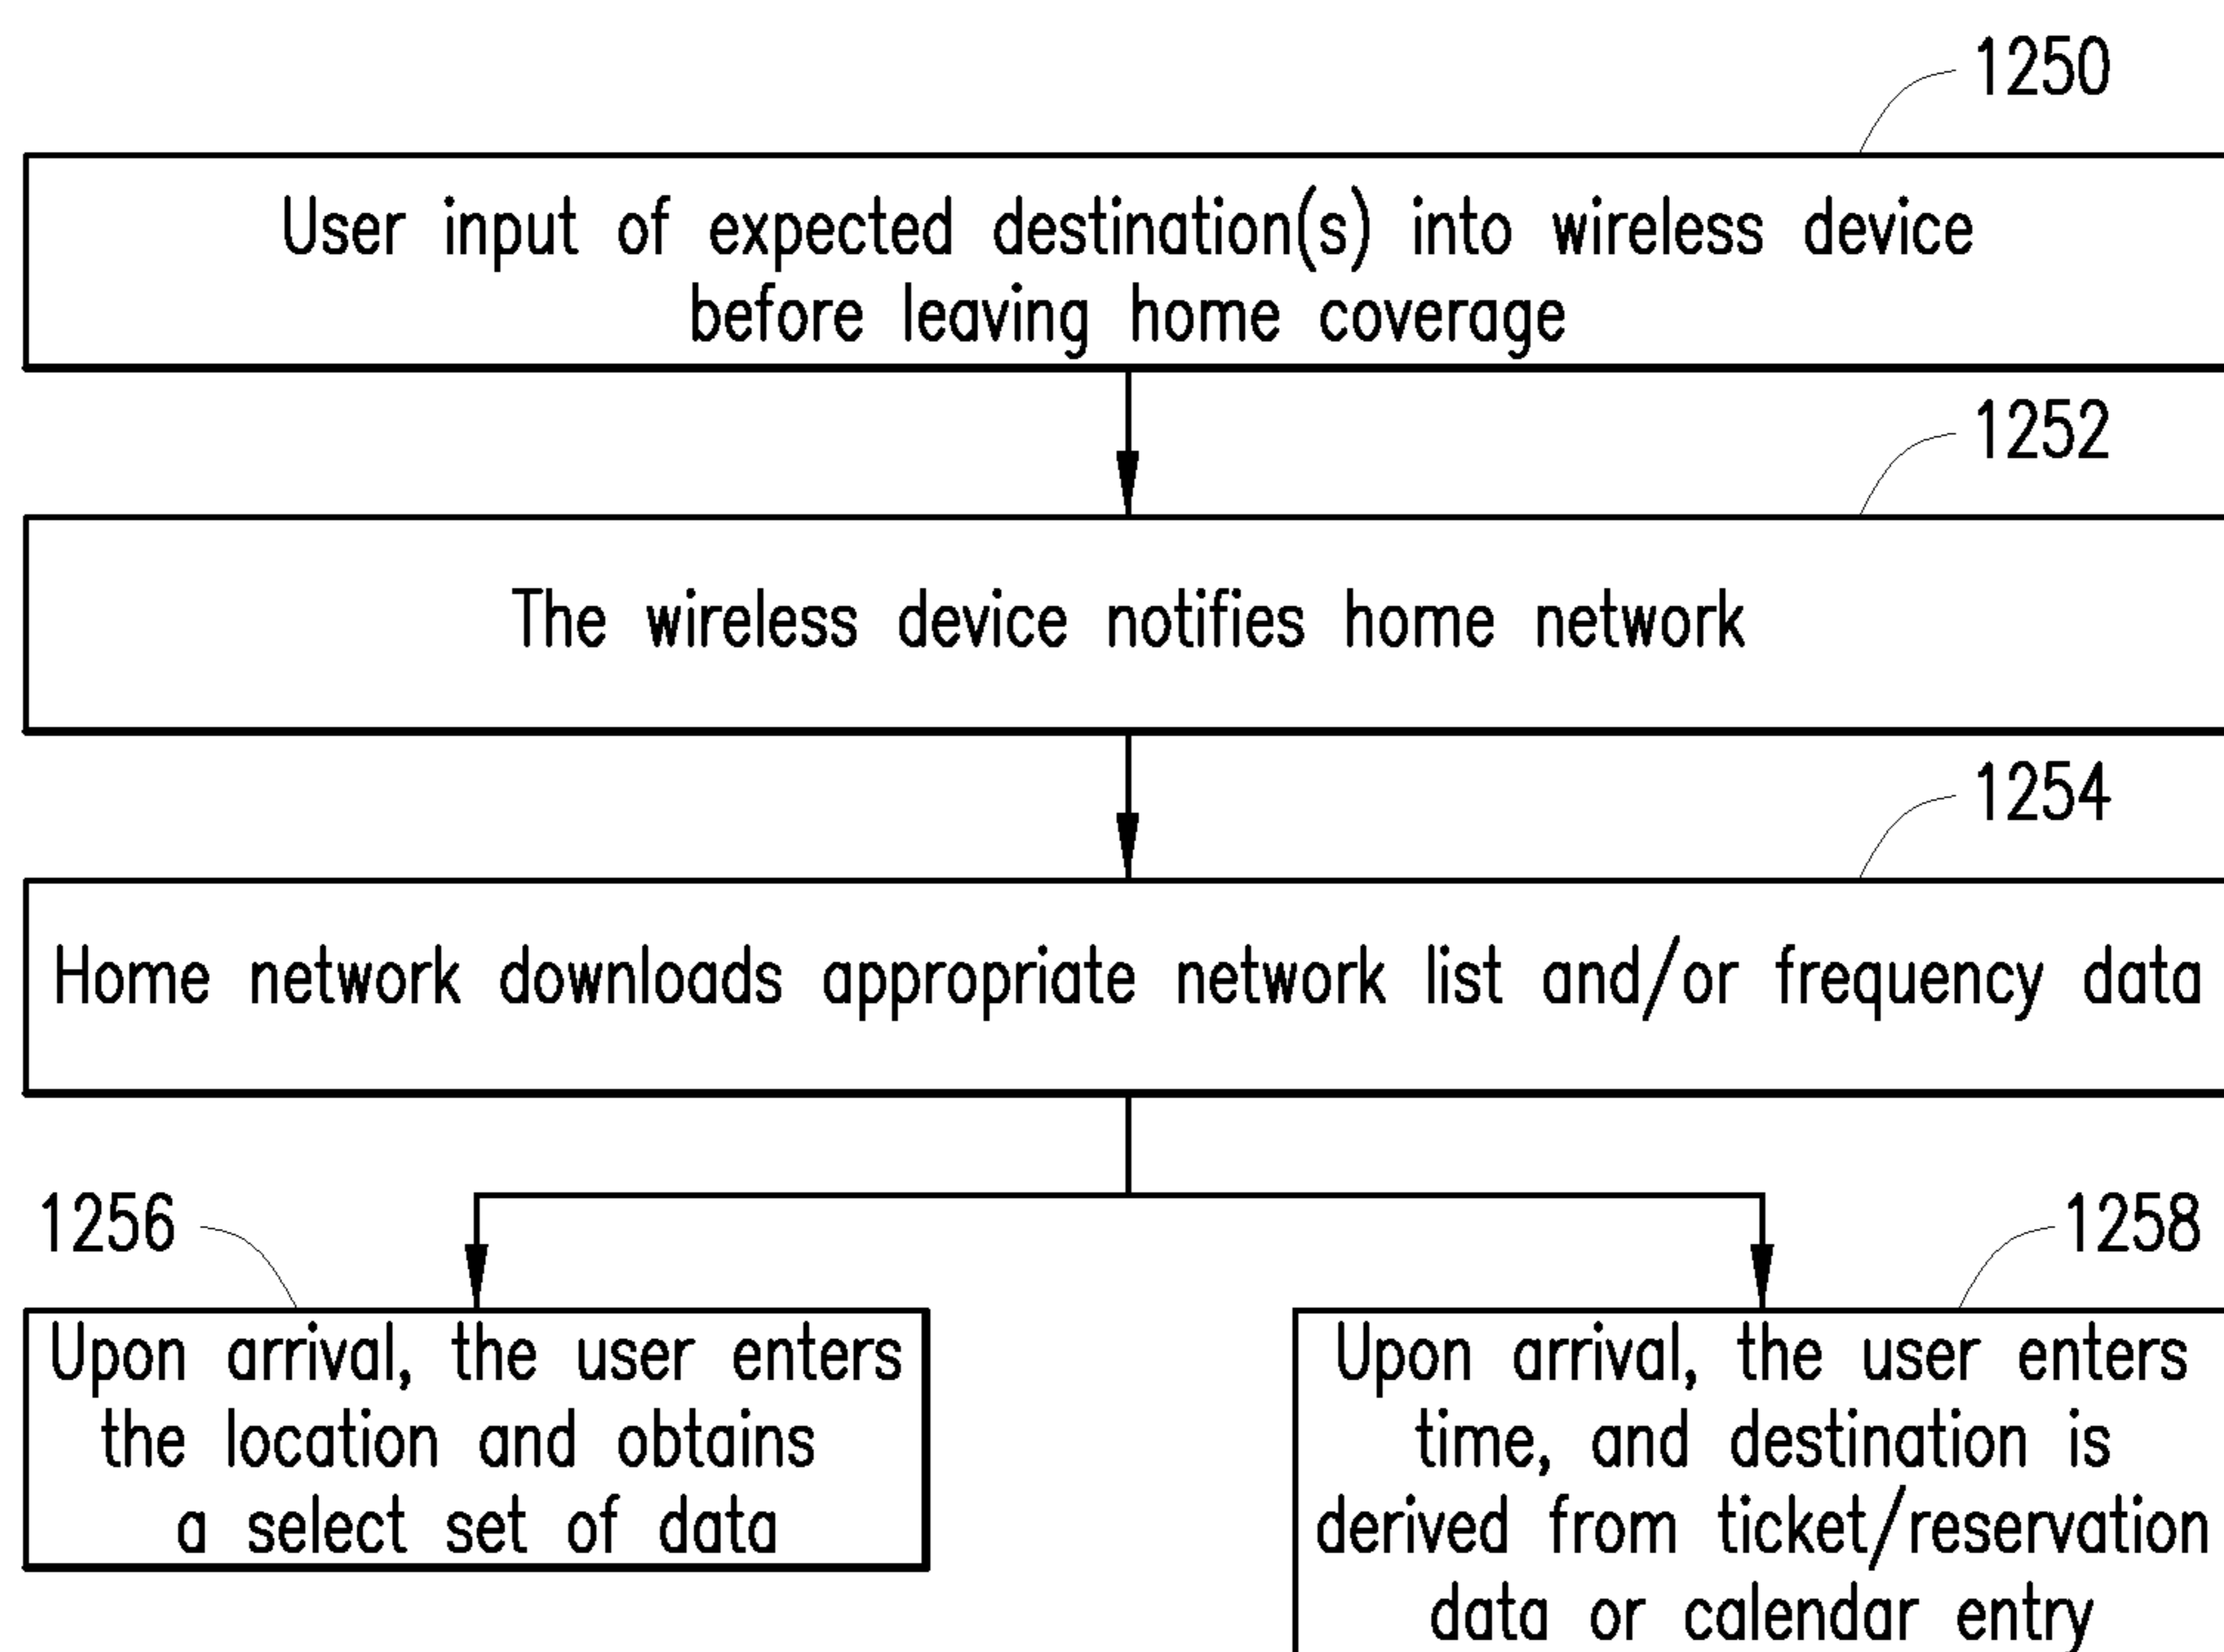 1250
User input of expected destination(s) into wireless device
before leaving home coverage
1252
The wireless device notifies home network
1254
Home network downloads appropriate network list and/or frequency data
1256
Upon arrival, the user enters
the location and obtains
a select set of data
1258
Upon arrival, the user enters
time, and destination is
derived from ticket/reservation
data or calendar entry